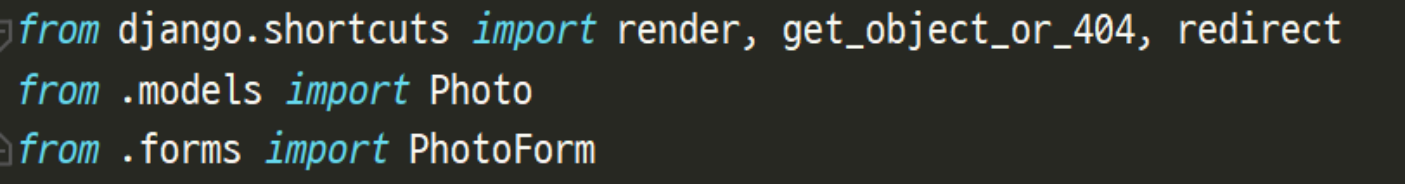 from django.shortcuts import render, get_object_or_404, redirect
from .models import Photo
from .forms import PhotoForm